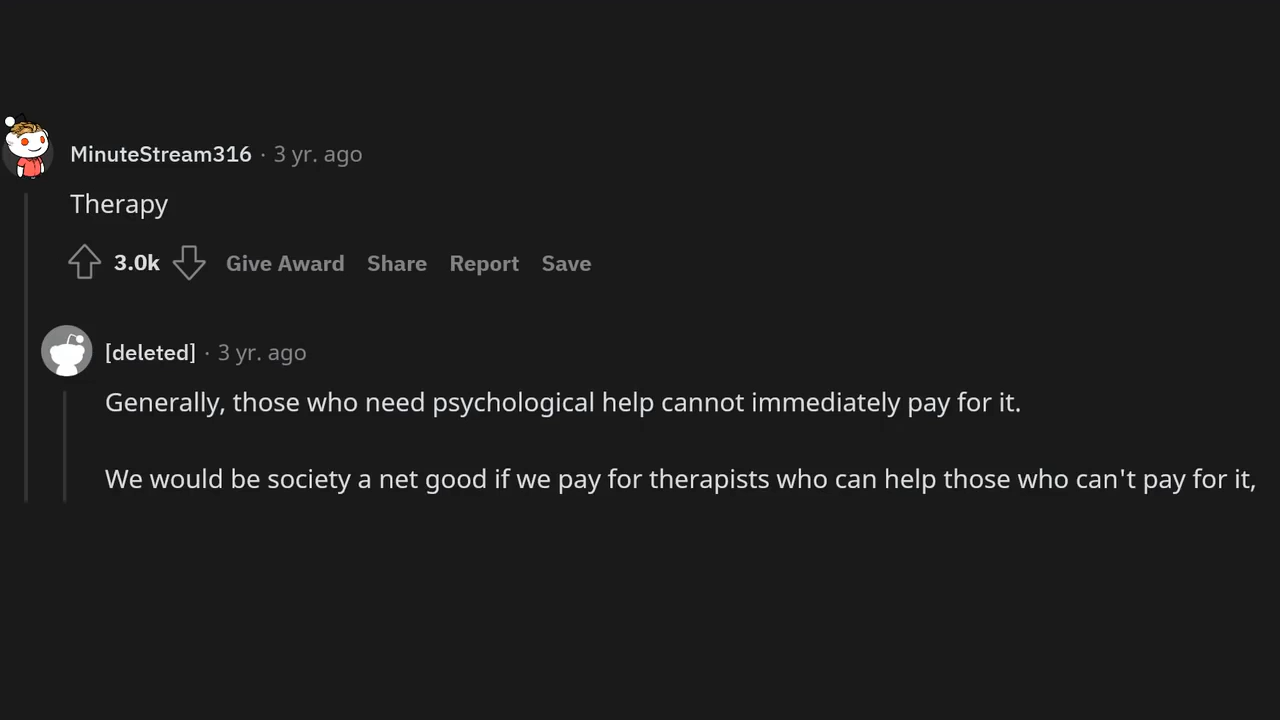 MinuteStream316 · 3 yr. ago
Therapy
3.0k Give Award Share Report Save
[deleted] · 3 yr. ago
Generally, those who need psychological help cannot immediately pay for it.
We would be society a net good if we pay for therapists who can help those who can't pay for it,